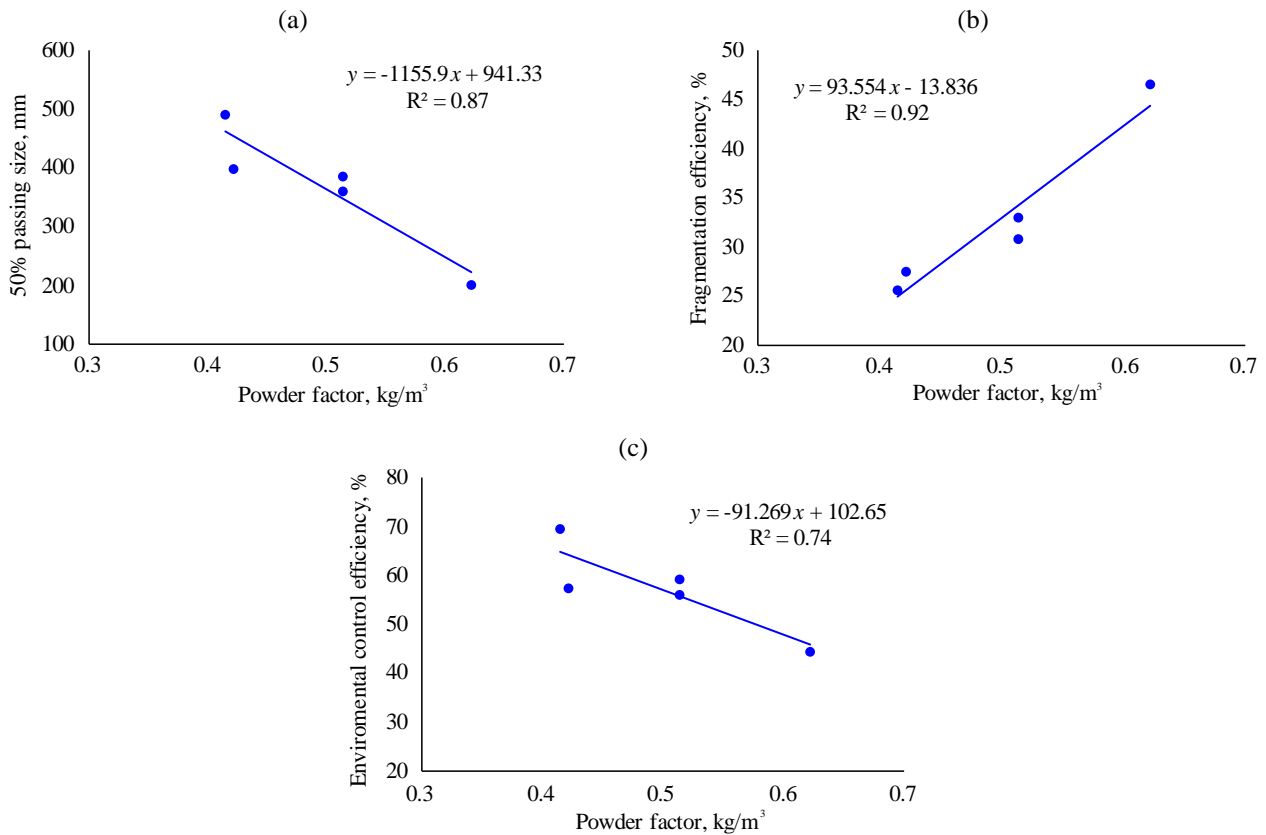 (a)
600
500
400
300
200
100
50% passing size, mm
y = -1155.9x + 941.33
R² = 0.87
0.3 0.4 0.5 0.6 0.7
Powder factor, kg/m³
(b)
50
45
40
35
30
25
20
Fragmentation efficiency, %
y = 93.554x - 13.836
R² = 0.92
0.3 0.4 0.5 0.6 0.7
Powder factor, kg/m³
(c)
80
70
60
50
40
30
20
Enviromental control efficiency, %
y = -91.269x + 102.65
R² = 0.74
0.3 0.4 0.5 0.6 0.7
Powder factor, kg/m³